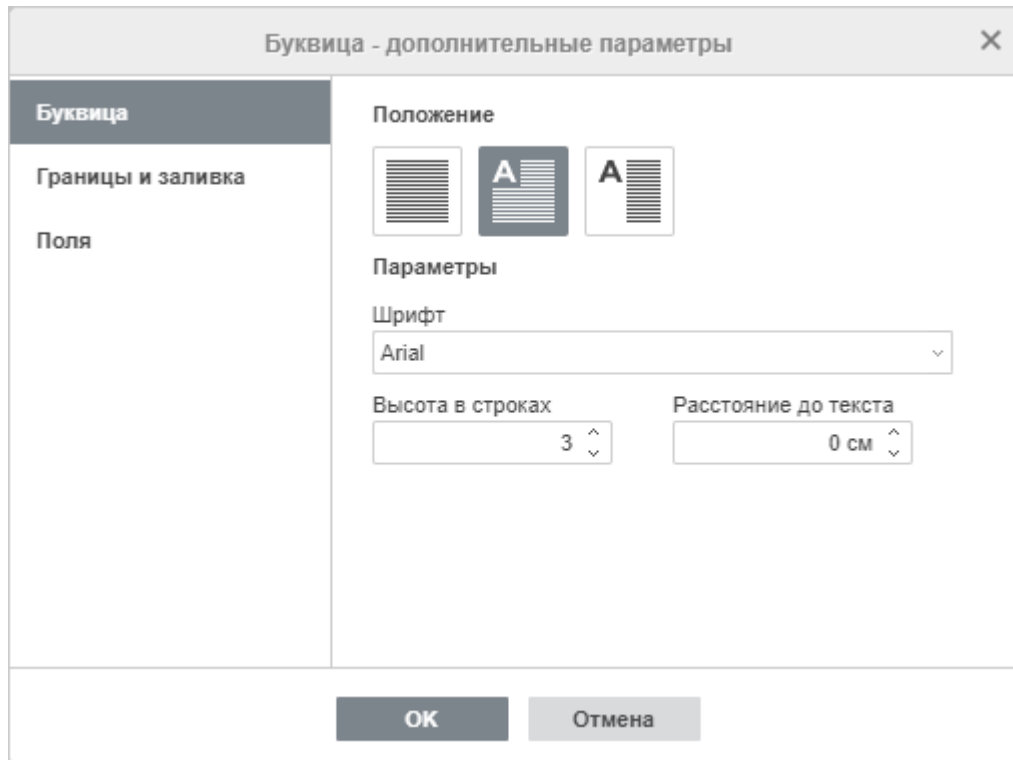 Буквица - дополнительные параметры
Буквица
Границы и заливка
Поля
Положение
A A
Параметры
Шрифт
Arial
Высота в строках Расстояние до текста
3 0 см
OK Отмена